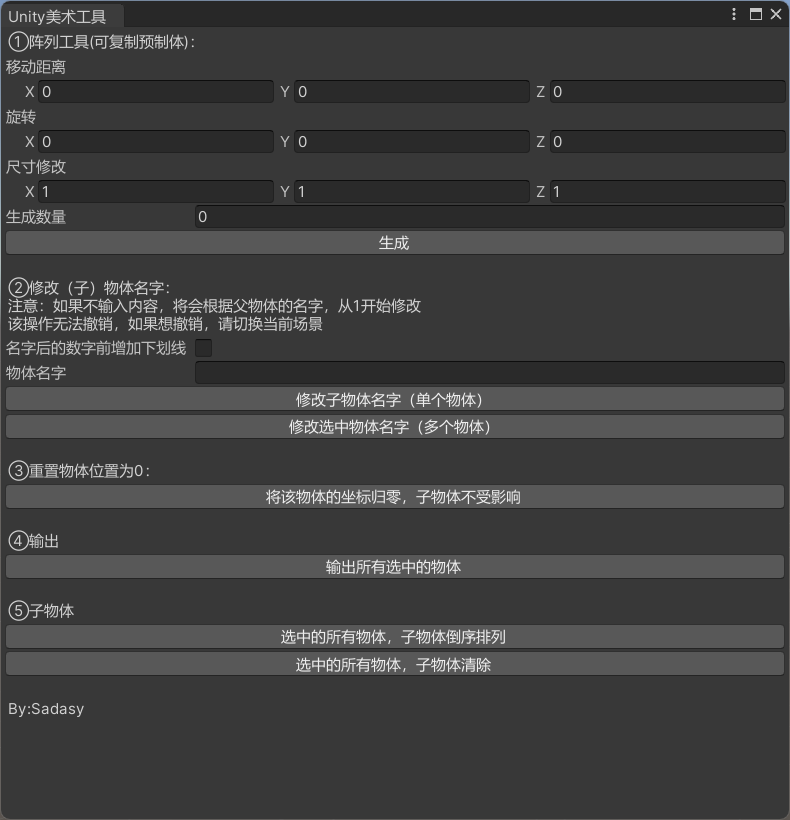 Unity美术工具
①阵列工具(可复制预制体):
移动距离
X 0 Y 0 Z 0
旋转
X 0 Y 0 Z 0
尺寸修改
X 1 Y 1 Z 1
生成数量 0
生成
②修改（子）物体名字：
注意：如果不输入内容，将会根据父物体的名字，从1开始修改
该操作无法撤销，如果想撤销，请切换当前场景
名字后的数字前增加下划线
物体名字
修改子物体名字（单个物体）
修改选中物体名字（多个物体）
③重置物体位置为0：
将该物体的坐标归零，子物体不受影响
④输出
输出所有选中的物体
⑤子物体
选中的所有物体，子物体倒序排列
选中的所有物体，子物体清除
By:Sadasy